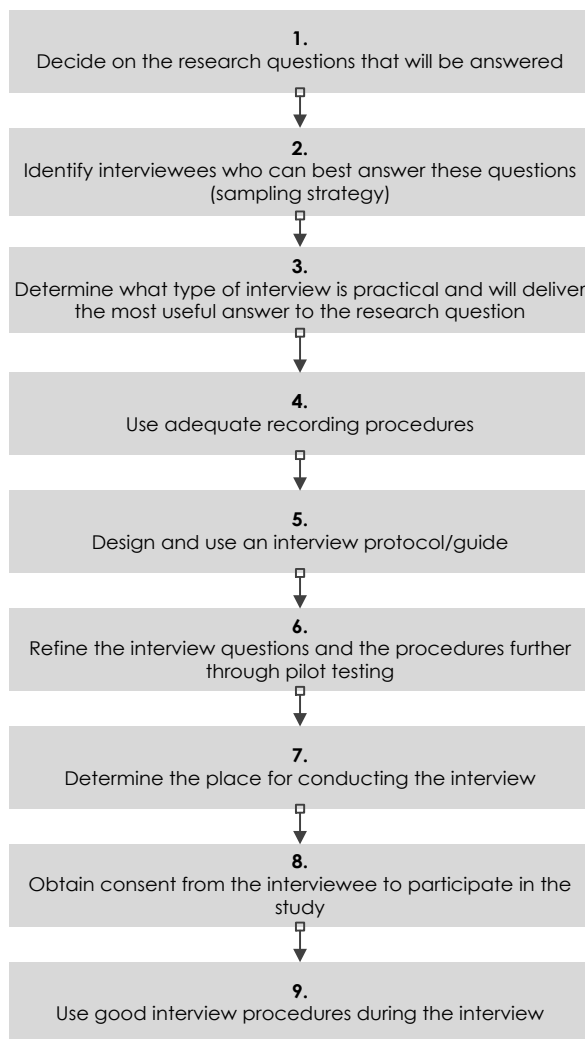 1.
Decide on the research questions that will be answered
2.
Identify interviewees who can best answer these questions
(sampling strategy)
3.
Determine what type of interview is practical and will deliver
the most useful answer to the research question
4.
Use adequate recording procedures
5.
Design and use an interview protocol/guide
6.
Refine the interview questions and the procedures further
through pilot testing
7.
Determine the place for conducting the interview
8.
Obtain consent from the interviewee to participate in the
study
9.
Use good interview procedures during the interview